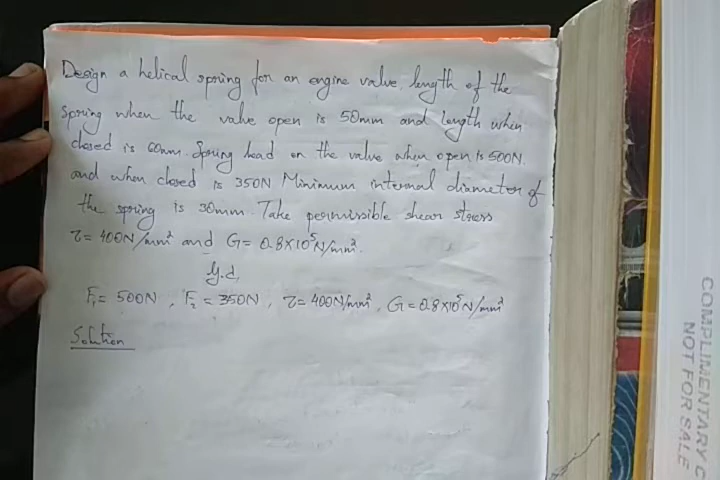 Design a helical spring for an engine valve. length of the
spring when the valve open is 50mm and length when
closed is 60mm. Spring load on the valve when open is 500N.
and when closed is 350N Minimum internal diameter of
the spring is 30mm. Take permissible shear stress
τ= 400N/mm² and G= 0.8×10⁵N/mm².
G.d,
F₁= 500N , F₂ = 350N , τ= 400N/mm², G=0.8×10⁵N/mm²
Solution
COMPLIMENTARY C
NOT FOR SALE